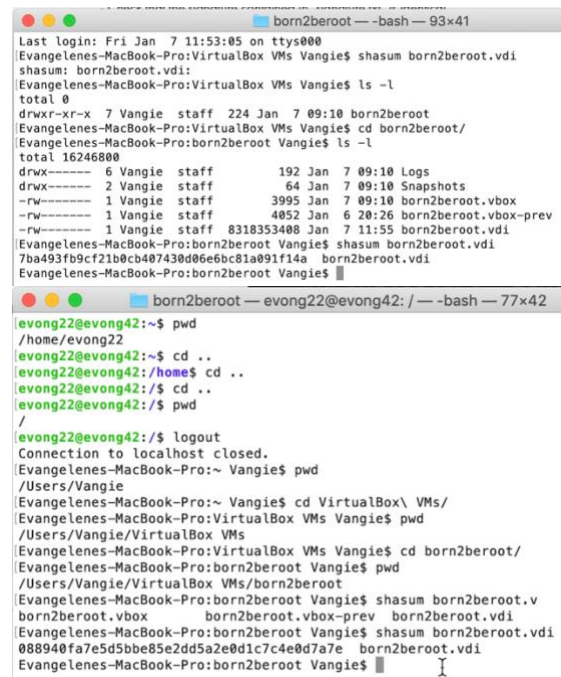 born2beroot — -bash — 93×41
Last login: Fri Jan  7 11:53:05 on ttys000
[Evangelenes-MacBook-Pro:VirtualBox VMs Vangie$ shasum born2beroot.vdi
shasum: born2beroot.vdi:
[Evangelenes-MacBook-Pro:VirtualBox VMs Vangie$ ls -l
total 0
drwxr-xr-x  7 Vangie  staff  224 Jan  7 09:10 born2beroot
[Evangelenes-MacBook-Pro:VirtualBox VMs Vangie$ cd born2beroot/
[Evangelenes-MacBook-Pro:born2beroot Vangie$ ls -l
total 16246800
drwx------  6 Vangie  staff         192 Jan  7 09:10 Logs
drwx------  2 Vangie  staff          64 Jan  7 09:10 Snapshots
-rw-------  1 Vangie  staff        3995 Jan  7 09:10 born2beroot.vbox
-rw-------  1 Vangie  staff        4052 Jan  6 20:26 born2beroot.vbox-prev
-rw-------  1 Vangie  staff  8318353408 Jan  7 11:55 born2beroot.vdi
[Evangelenes-MacBook-Pro:born2beroot Vangie$ shasum born2beroot.vdi
7ba493fb9cf21b0cb407430d06e6bc81a091f14a  born2beroot.vdi
Evangelenes-MacBook-Pro:born2beroot Vangie$
born2beroot — evong22@evong42: / — -bash — 77×42
[evong22@evong42:~$ pwd
/home/evong22
[evong22@evong42:~$ cd ..
[evong22@evong42:/home$ cd ..
[evong22@evong42:/$ cd ..
[evong22@evong42:/$ pwd
/
[evong22@evong42:/$ logout
Connection to localhost closed.
[Evangelenes-MacBook-Pro:~ Vangie$ pwd
/Users/Vangie
[Evangelenes-MacBook-Pro:~ Vangie$ cd VirtualBox\ VMs/
[Evangelenes-MacBook-Pro:VirtualBox VMs Vangie$ pwd
/Users/Vangie/VirtualBox VMs
[Evangelenes-MacBook-Pro:VirtualBox VMs Vangie$ cd born2beroot/
[Evangelenes-MacBook-Pro:born2beroot Vangie$ pwd
/Users/Vangie/VirtualBox VMs/born2beroot
[Evangelenes-MacBook-Pro:born2beroot Vangie$ shasum born2beroot.v
born2beroot.vbox       born2beroot.vbox-prev  born2beroot.vdi
[Evangelenes-MacBook-Pro:born2beroot Vangie$ shasum born2beroot.vdi
088940fa7e5d5bbe85e2dd5a2e0d1c7c4e0d7a7e  born2beroot.vdi
Evangelenes-MacBook-Pro:born2beroot Vangie$